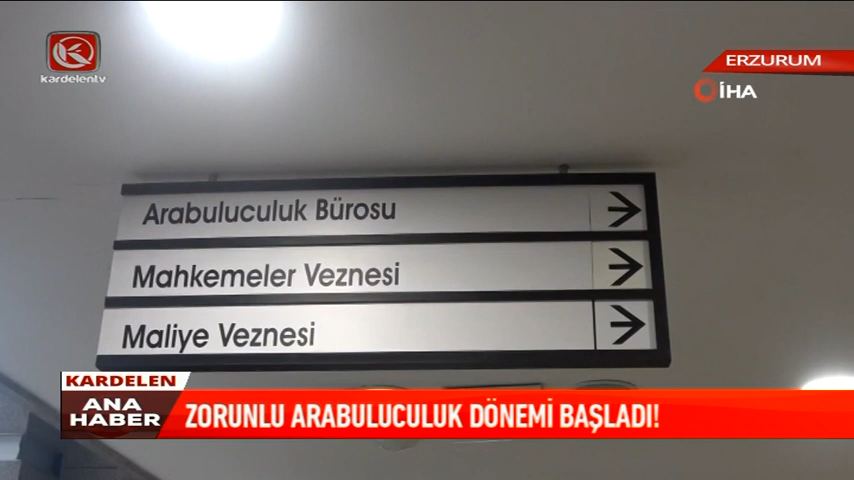 kardelentv
ERZURUM
İHA
Arabuluculuk Bürosu
Mahkemeler Veznesi
Maliye Veznesi
KARDELEN
ANA HABER
ZORUNLU ARABULUCULUK DÖNEMİ BAŞLADI!